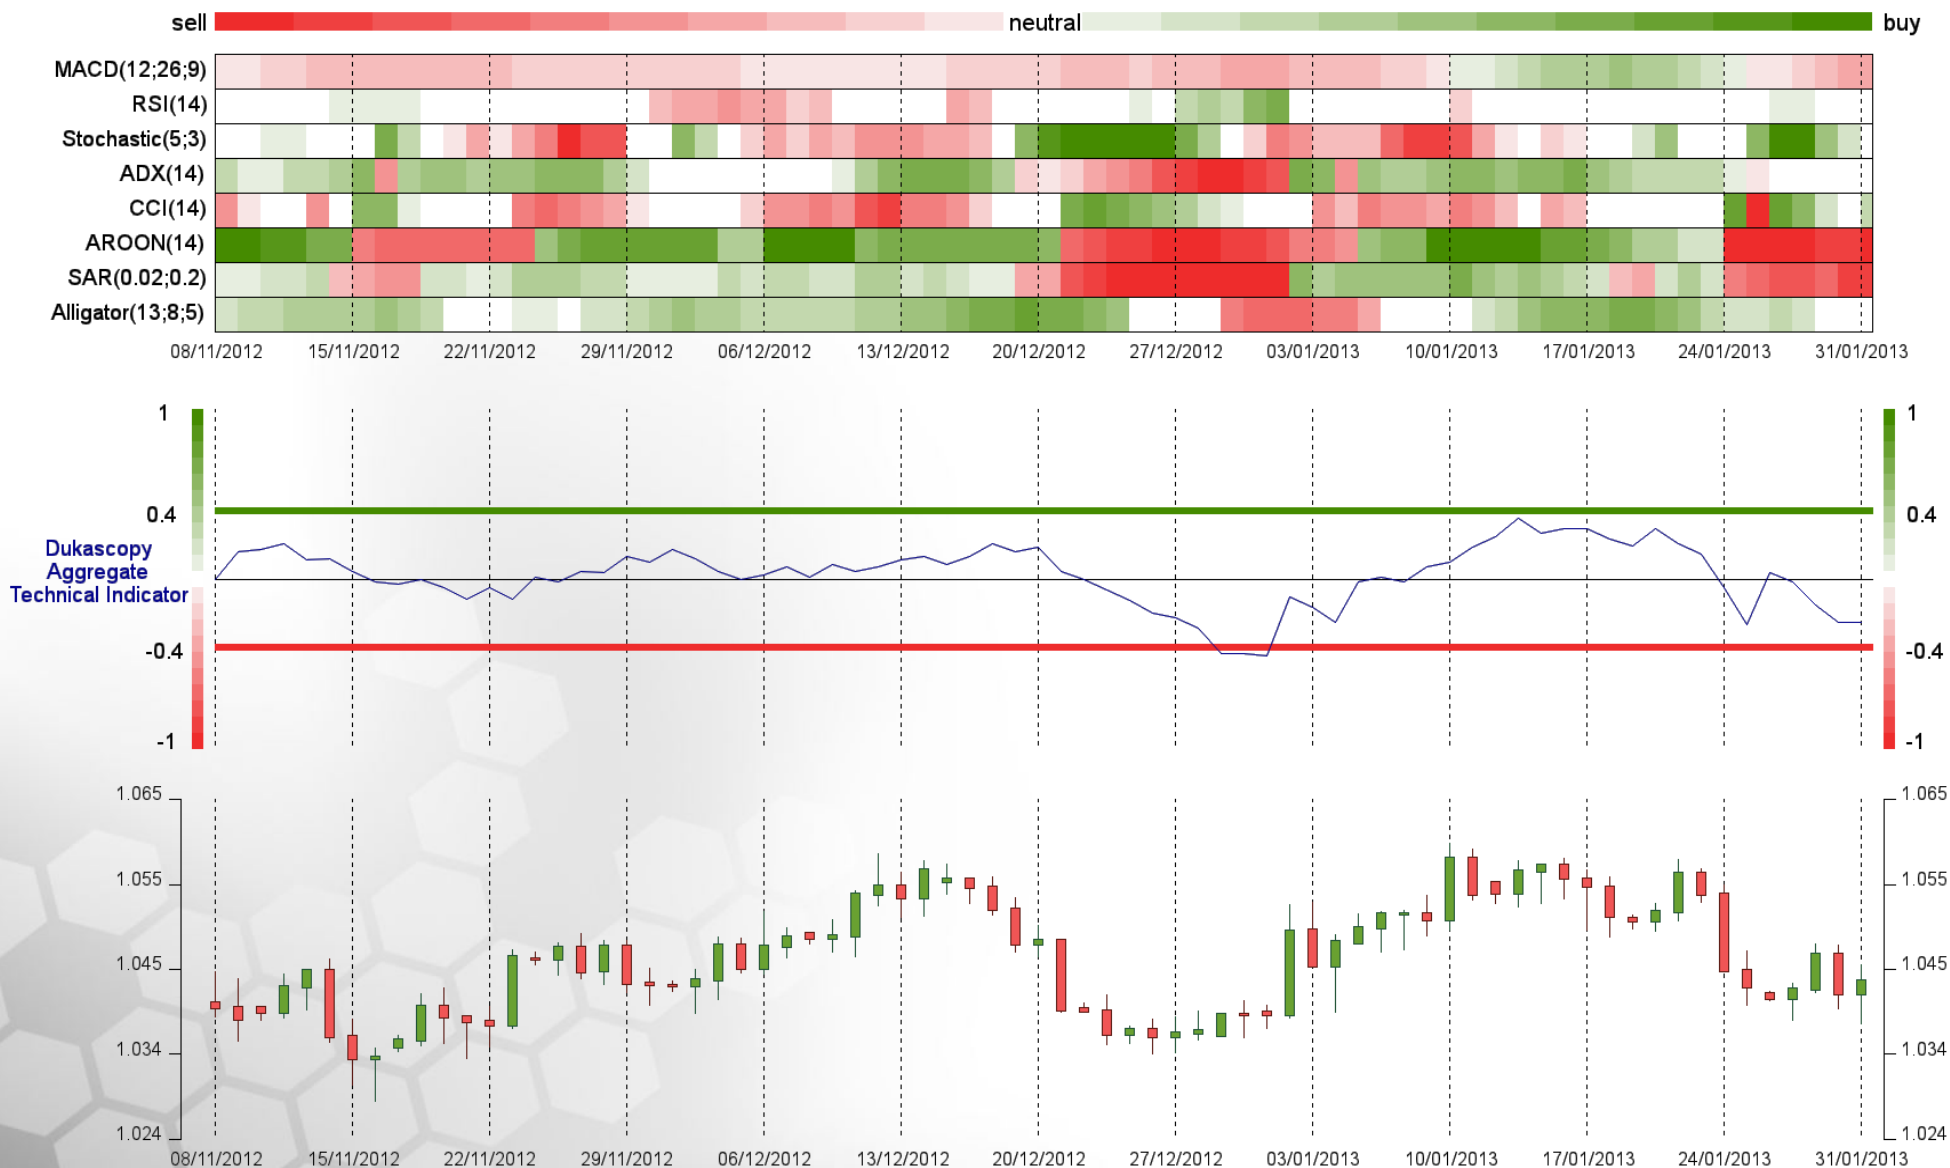 sell neutral buy
MACD(12;26;9)
RSI(14)
Stochastic(5;3)
ADX(14)
CCI(14)
AROON(14)
SAR(0.02;0.2)
Alligator(13;8;5)
08/11/2012 15/11/2012 22/11/2012 29/11/2012 06/12/2012 13/12/2012 20/12/2012 27/12/2012 03/01/2013 10/01/2013 17/01/2013 24/01/2013 31/01/2013
1 1
0.4 0.4
Dukascopy
Aggregate
Technical Indicator
-0.4 -0.4
-1 -1
1.065 1.065
1.055 1.055
1.045 1.045
1.034 1.034
1.024 1.024
08/11/2012 15/11/2012 22/11/2012 29/11/2012 06/12/2012 13/12/2012 20/12/2012 27/12/2012 03/01/2013 10/01/2013 17/01/2013 24/01/2013 31/01/2013